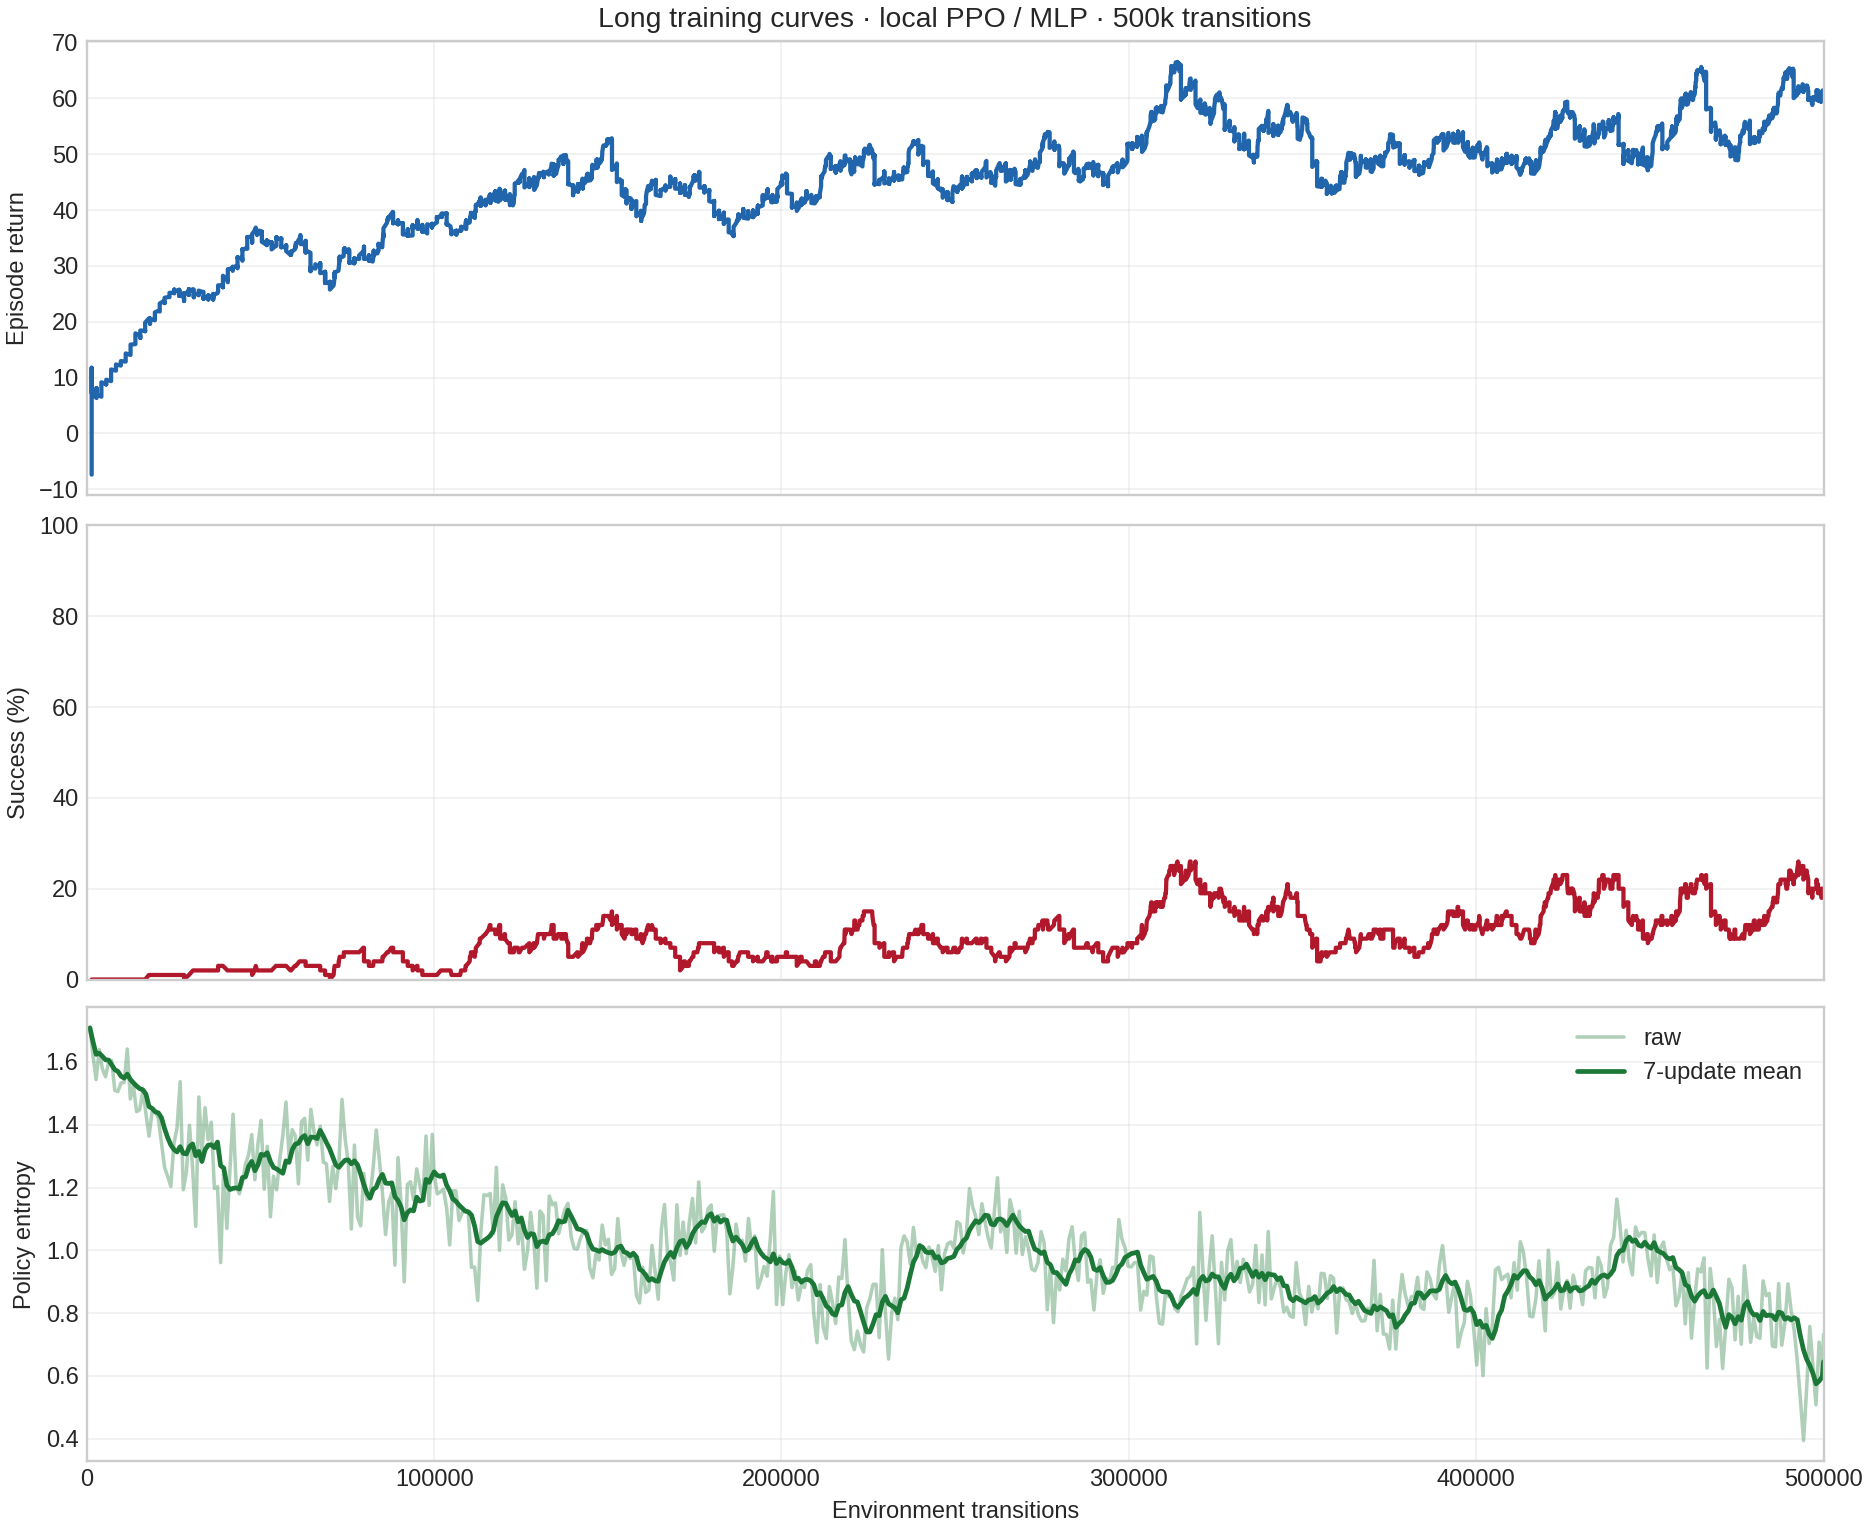 Long training curves · local PPO / MLP · 500k transitions
70
60
50
40
30
20
10
0
−10
Episode return
100
80
60
40
20
0
Success (%)
raw
7-update mean
1.6
1.4
1.2
1.0
0.8
0.6
0.4
Policy entropy
0 100000 200000 300000 400000 500000
Environment transitions